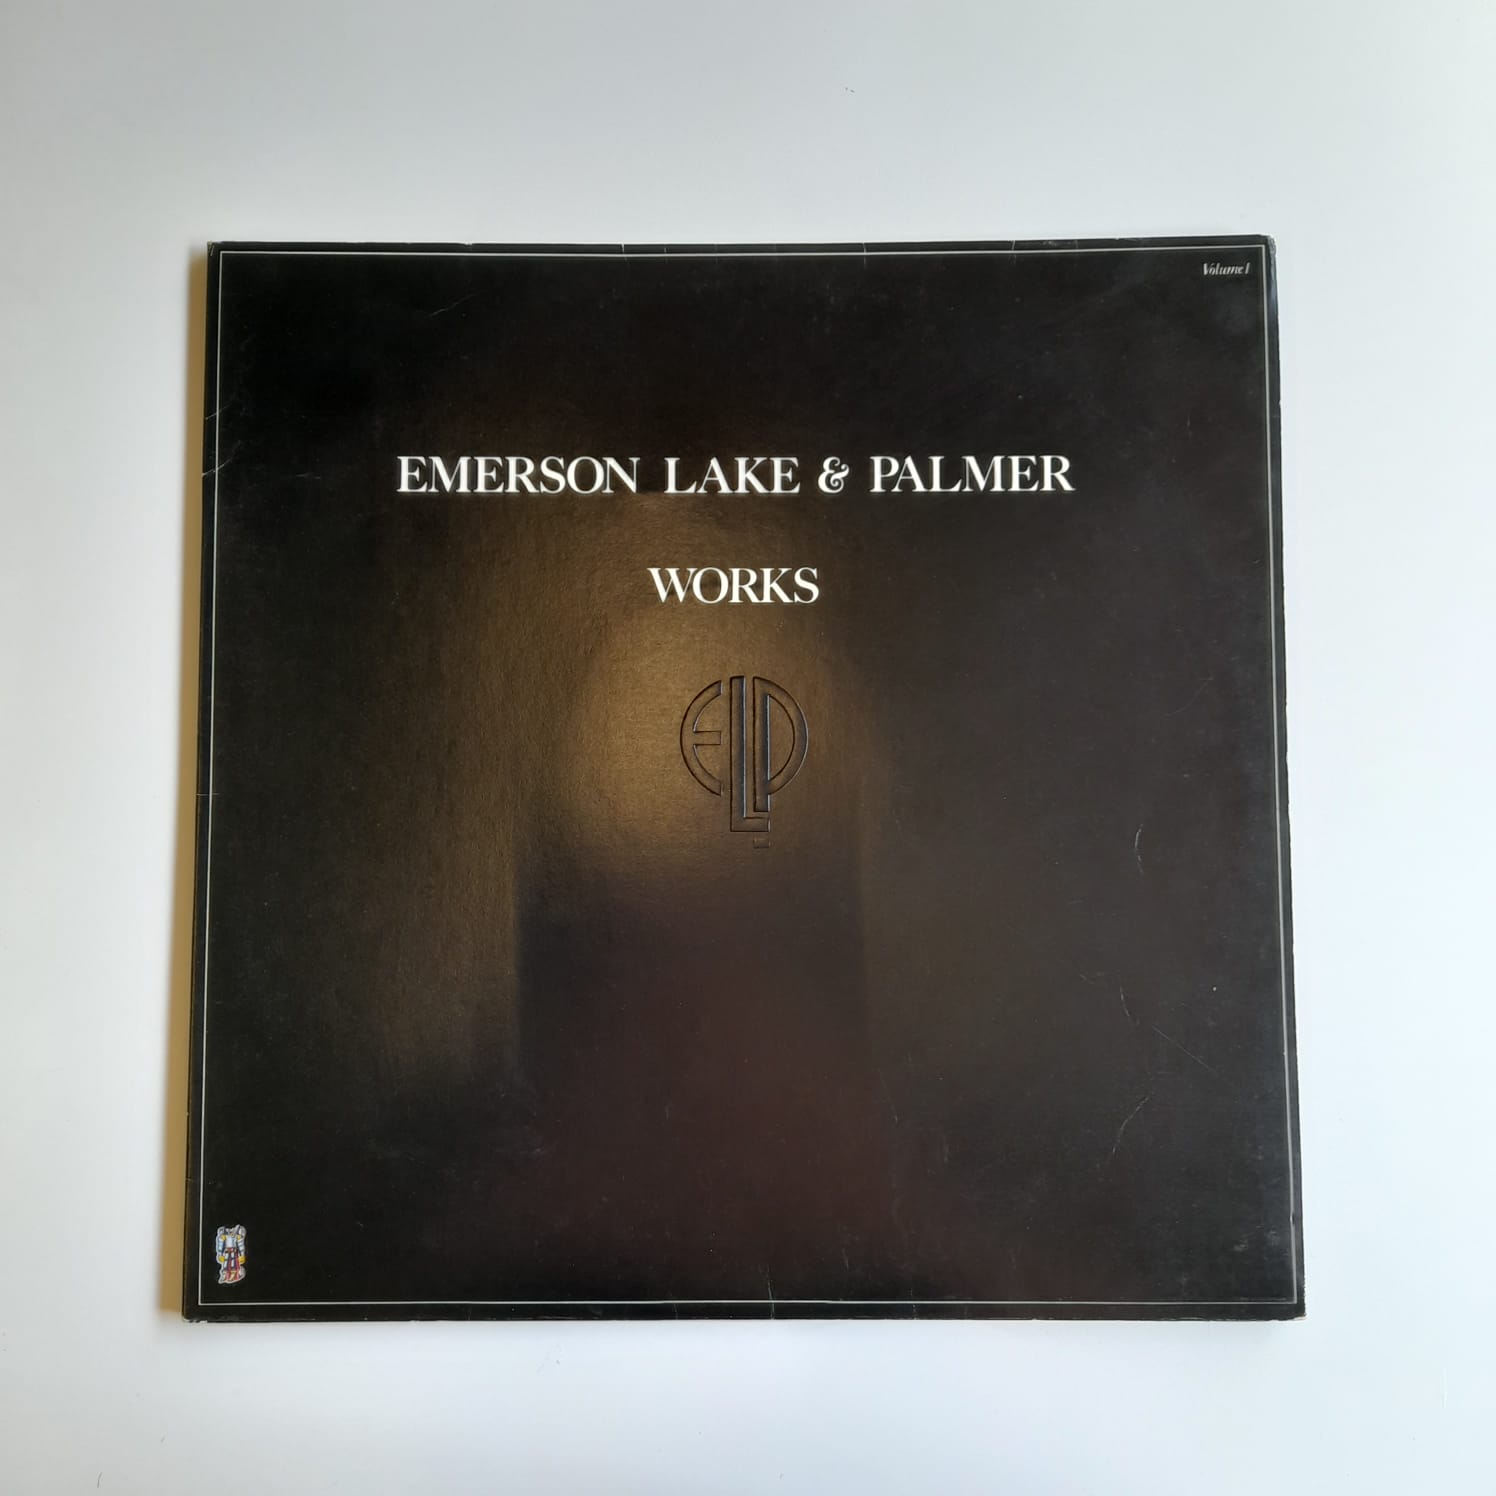 Volume 1
EMERSON LAKE & PALMER
WORKS
ELP